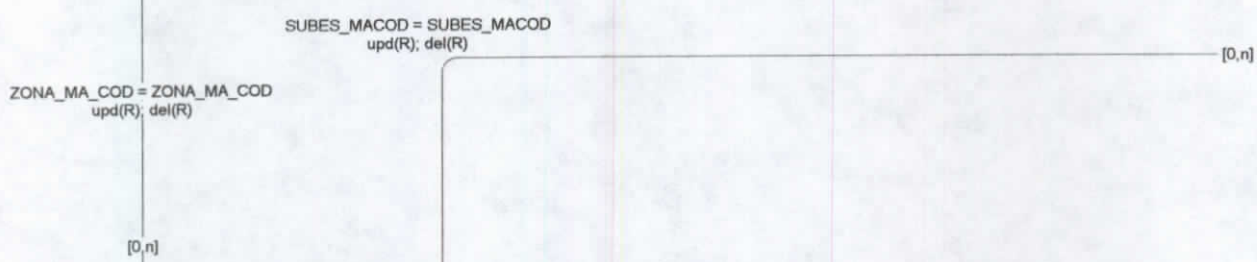 SUBES_MACOD = SUBES_MACOD
upd(R); del(R)
[0,n]
ZONA_MA_COD = ZONA_MA_COD
upd(R); del(R)
[0,n]